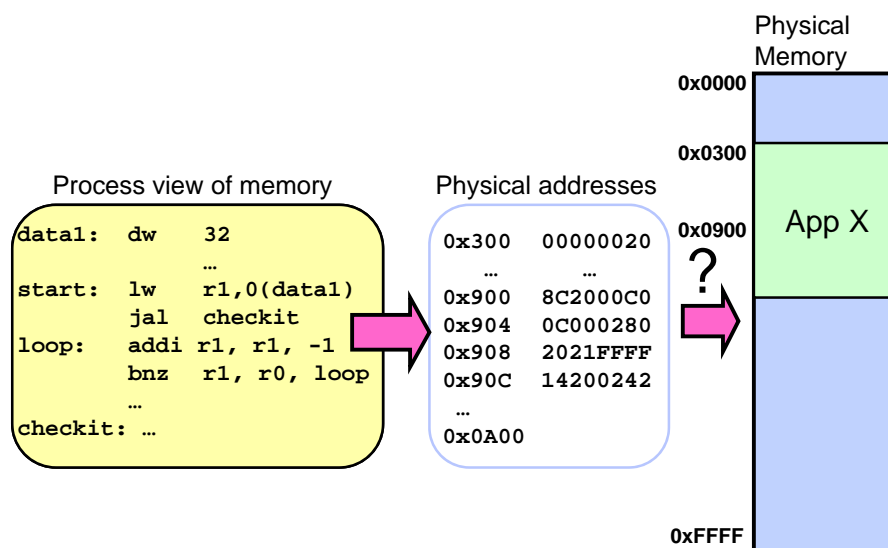 Process view of memory
data1: dw 32
…
start: lw r1,0(data1)
jal checkit
loop: addi r1, r1, -1
bnz r1, r0, loop
…
checkit: …
Physical addresses
0x300 00000020
… …
0x900 8C2000C0
0x904 0C000280
0x908 2021FFFF
0x90C 14200242
…
0x0A00
?
Physical
Memory
0x0000
0x0300
0x0900
App X
0xFFFF